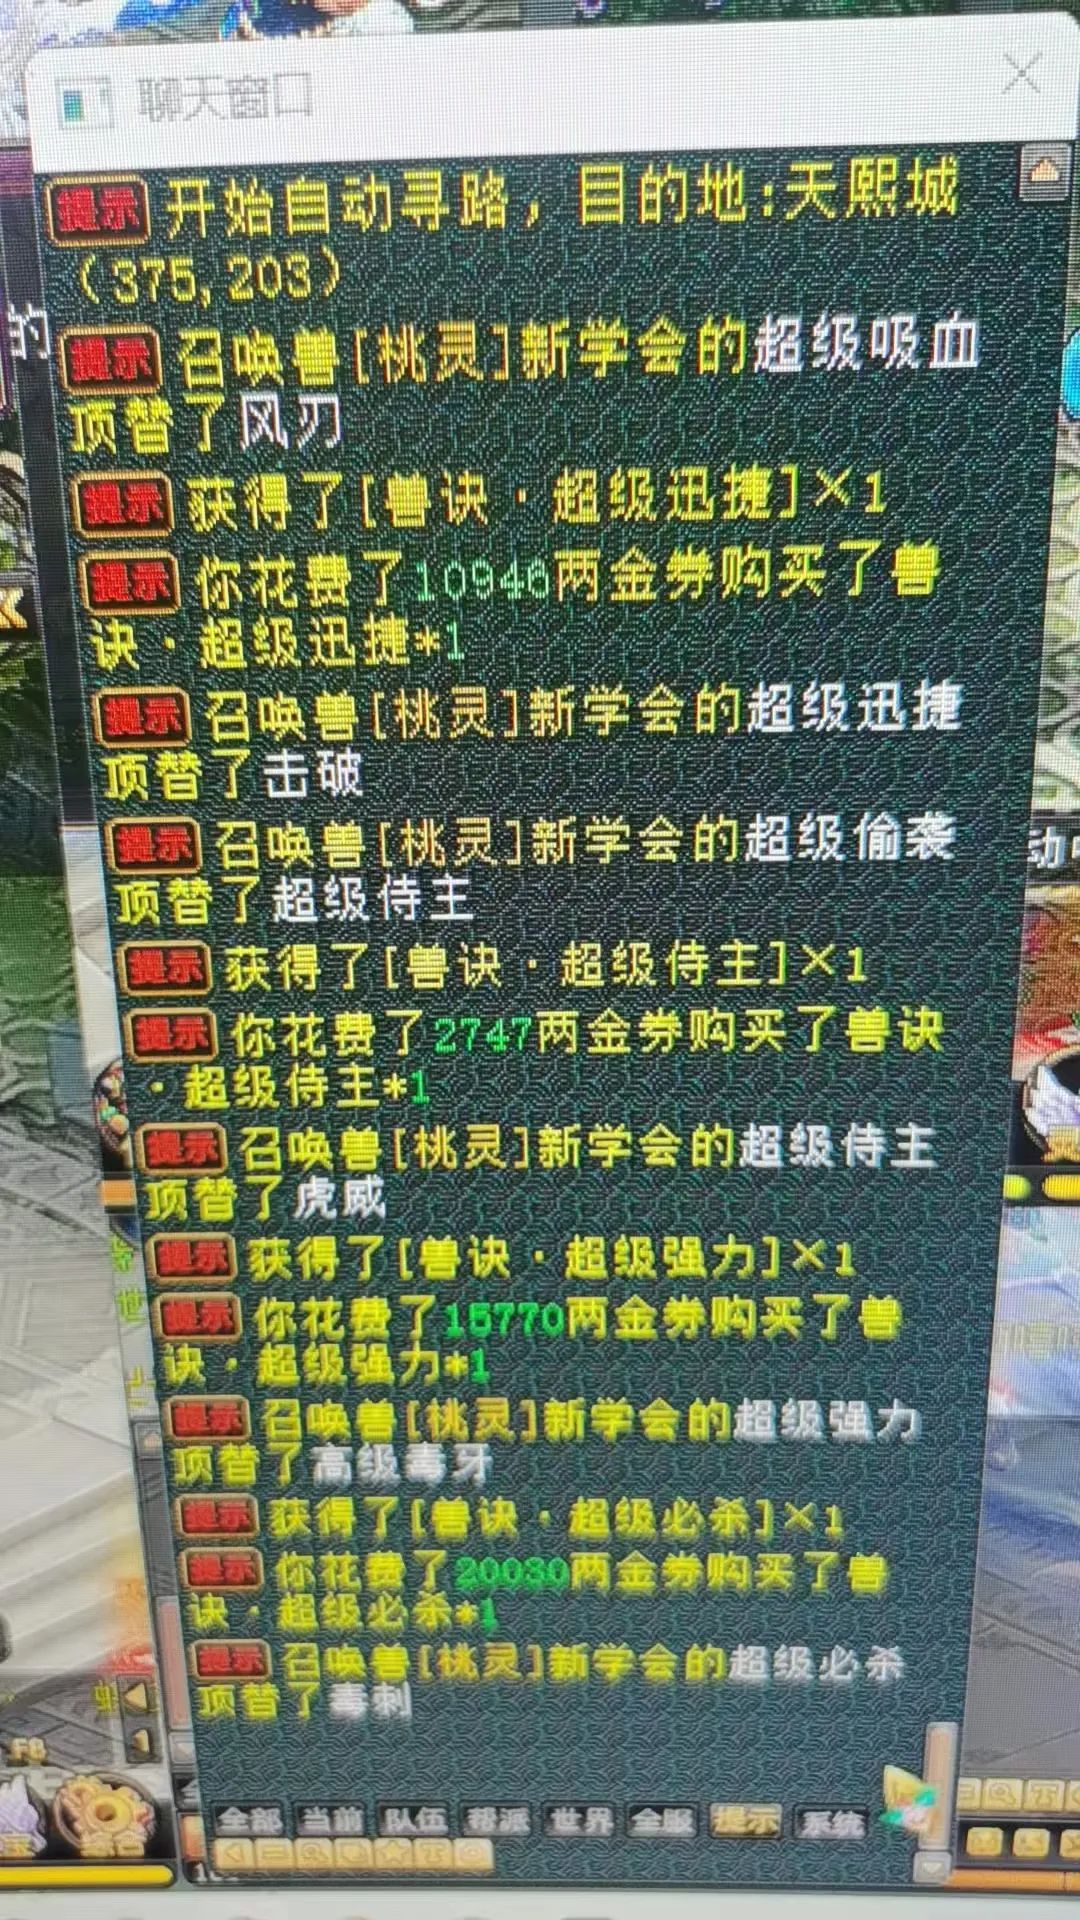 聊天窗口
提示 开始自动寻路，目的地:天熙城
（375,203）
的
提示 召唤兽[桃灵]新学会的超级吸血
顶替了风刃
提示 获得了[兽诀·超级迅捷]×1
提示 你花费了10946两金券购买了兽
诀·超级迅捷*1
提示 召唤兽[桃灵]新学会的超级迅捷
顶替了击破
提示 召唤兽[桃灵]新学会的超级偷袭
动
顶替了超级侍主
提示 获得了[兽诀·超级侍主]×1
提示 你花费了2747两金券购买了兽诀
·超级侍主*1
提示 召唤兽[桃灵]新学会的超级侍主
顶替了虎威
提示 获得了[兽诀·超级强力]×1
提示 你花费了15770两金券购买了兽
诀·超级强力*1
提示 召唤兽[桃灵]新学会的超级强力
顶替了高级毒牙
提示 获得了[兽诀·超级必杀]×1
提示 你花费了20030两金券购买了兽
诀·超级必杀*1
提示 召唤兽[桃灵]新学会的超级必杀
顶替了毒刺
F8
全部 当前 队伍 帮派 世界 全服 提示 系统